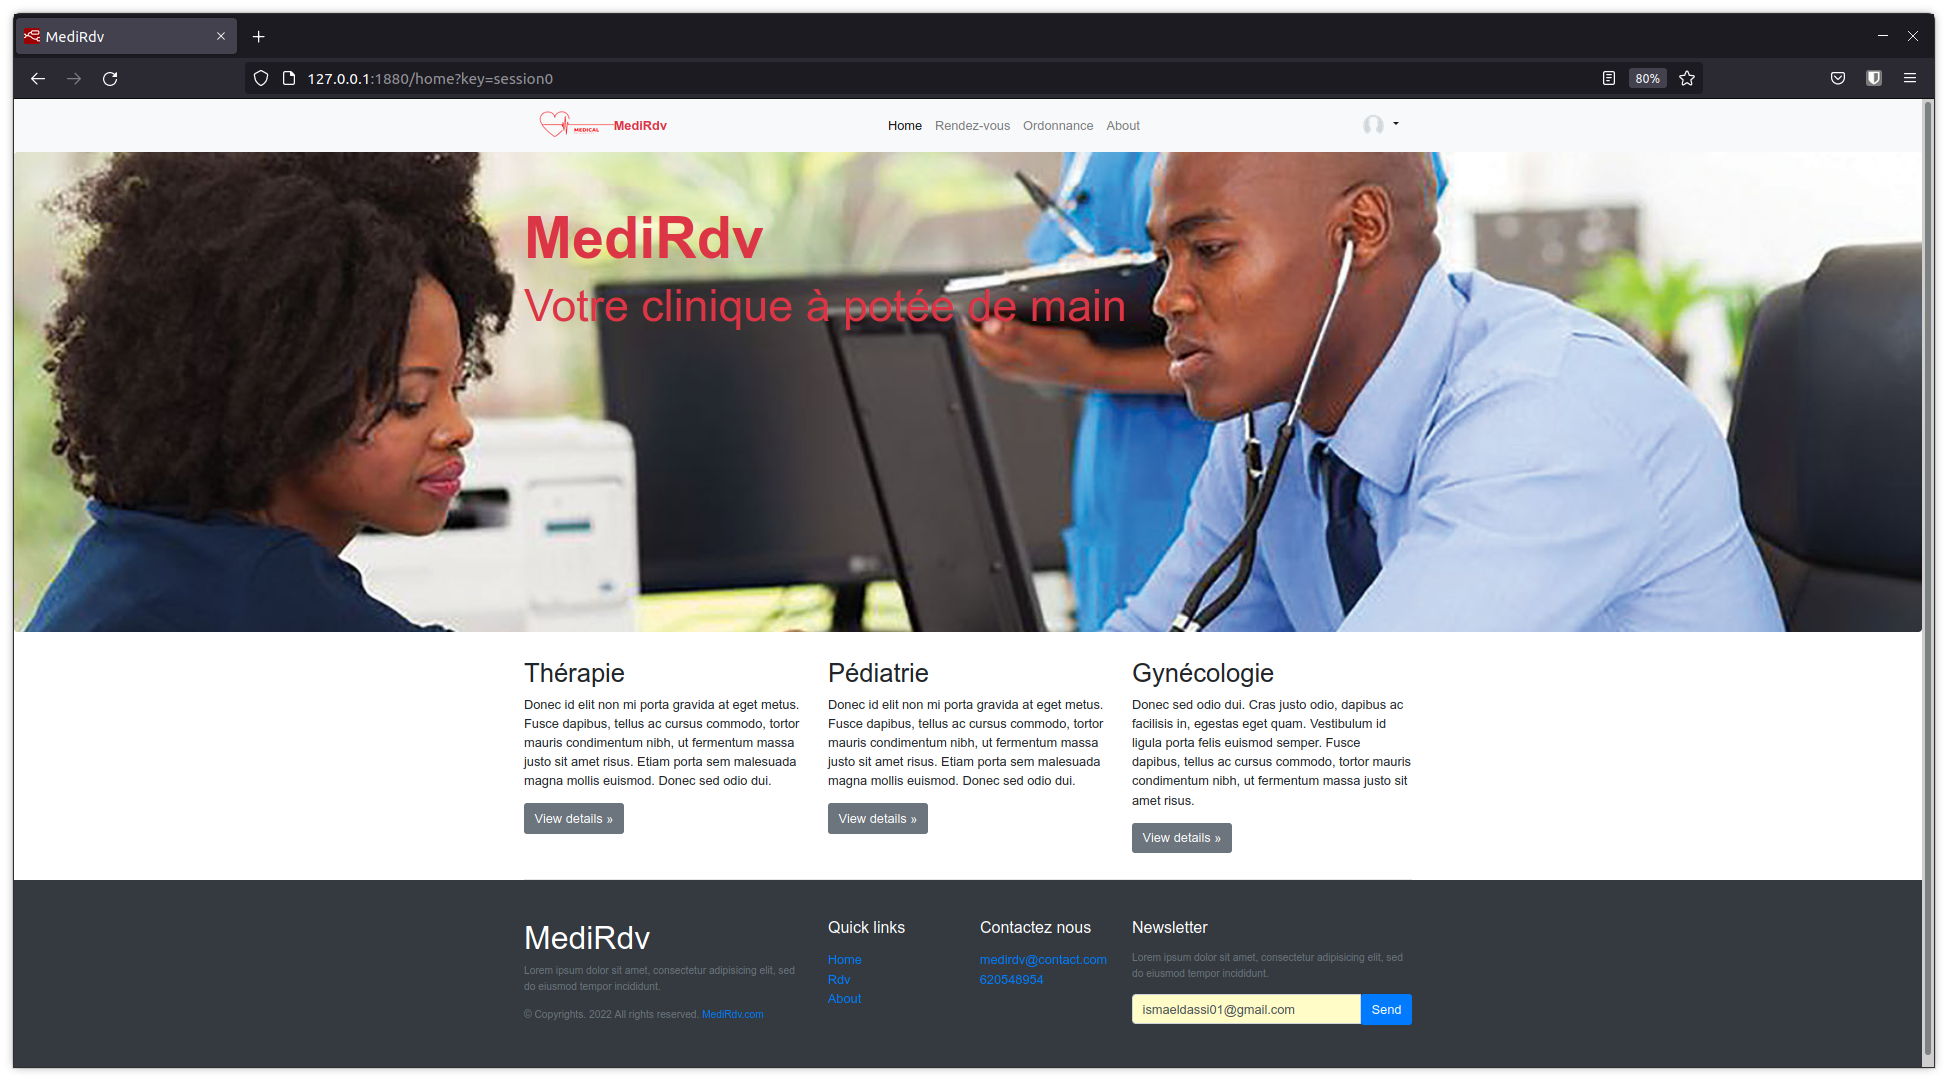 MediRdv
127.0.0.1:1880/home?key=session0
80%
MEDICAL
MediRdv
Home Rendez-vous Ordonnance About
MediRdv
Votre clinique à potée de main
Thérapie
Donec id elit non mi porta gravida at eget metus.
Fusce dapibus, tellus ac cursus commodo, tortor
mauris condimentum nibh, ut fermentum massa
justo sit amet risus. Etiam porta sem malesuada
magna mollis euismod. Donec sed odio dui.
View details »
Pédiatrie
Donec id elit non mi porta gravida at eget metus.
Fusce dapibus, tellus ac cursus commodo, tortor
mauris condimentum nibh, ut fermentum massa
justo sit amet risus. Etiam porta sem malesuada
magna mollis euismod. Donec sed odio dui.
View details »
Gynécologie
Donec sed odio dui. Cras justo odio, dapibus ac
facilisis in, egestas eget quam. Vestibulum id
ligula porta felis euismod semper. Fusce
dapibus, tellus ac cursus commodo, tortor mauris
condimentum nibh, ut fermentum massa justo sit
amet risus.
View details »
MediRdv
Lorem ipsum dolor sit amet, consectetur adipisicing elit, sed
do eiusmod tempor incididunt.
© Copyrights. 2022 All rights reserved. MediRdv.com
Quick links
Home
Rdv
About
Contactez nous
medirdv@contact.com
620548954
Newsletter
Lorem ipsum dolor sit amet, consectetur adipisicing elit, sed
do eiusmod tempor incididunt.
ismaeldassi01@gmail.com
Send